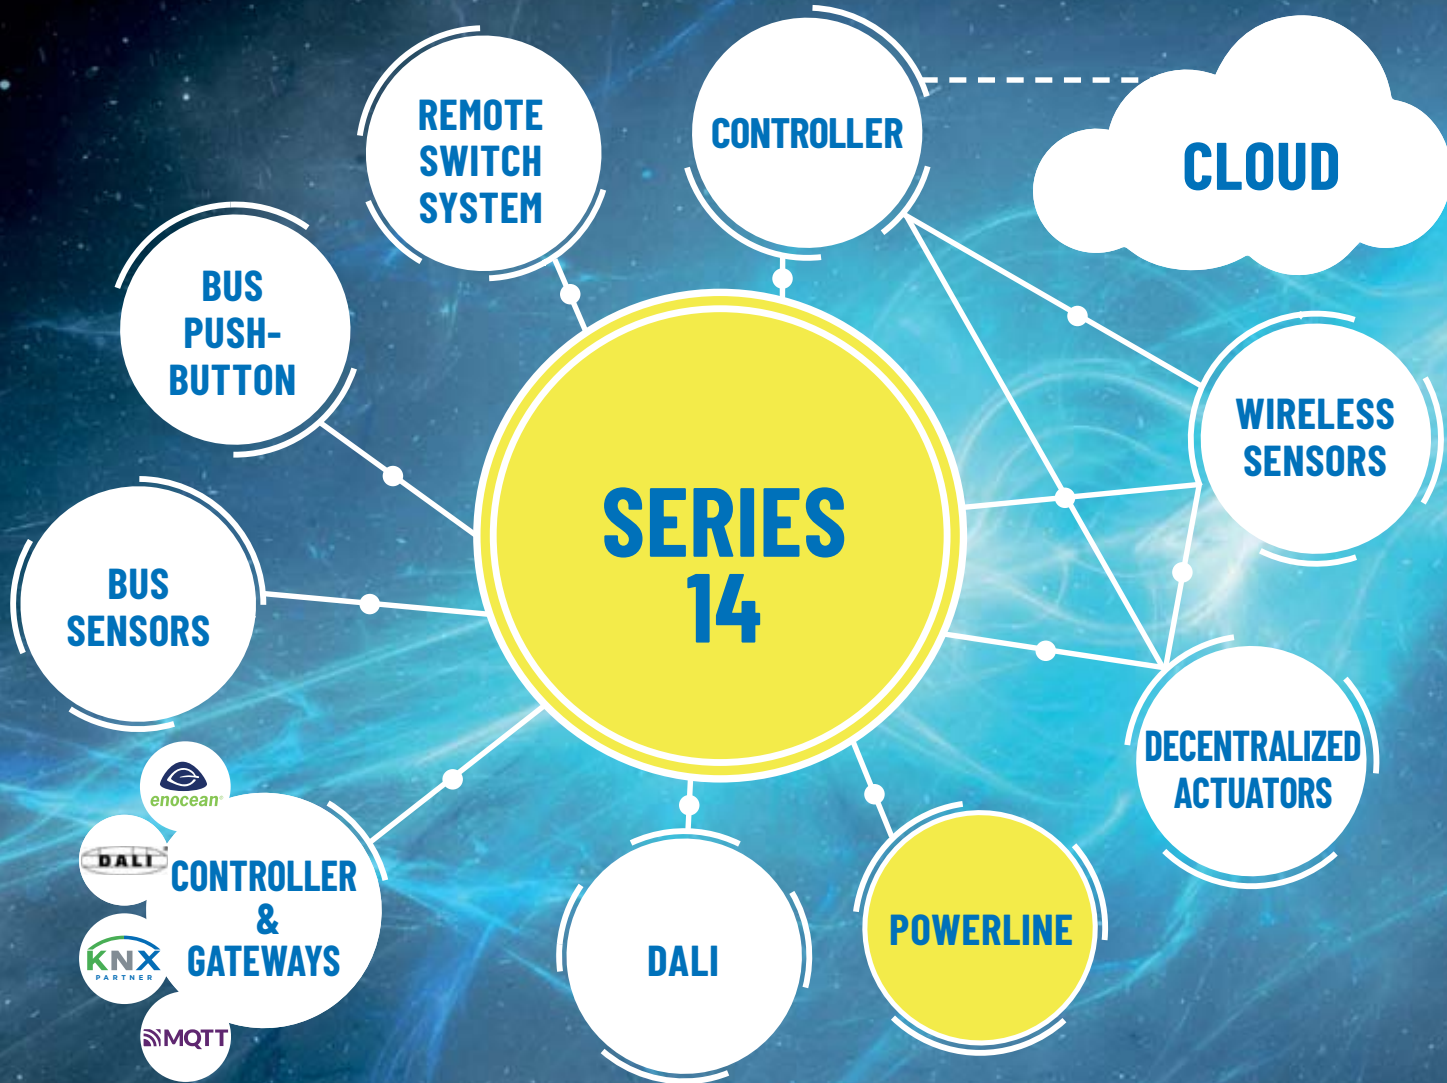 REMOTE
SWITCH
SYSTEM
CONTROLLER
CLOUD
BUS
PUSH-
BUTTON
WIRELESS
SENSORS
SERIES
14
BUS
SENSORS
DECENTRALIZED
ACTUATORS
enocean®
DALI
CONTROLLER
&
GATEWAYS
KNX
PARTNER
MQTT
DALI
POWERLINE